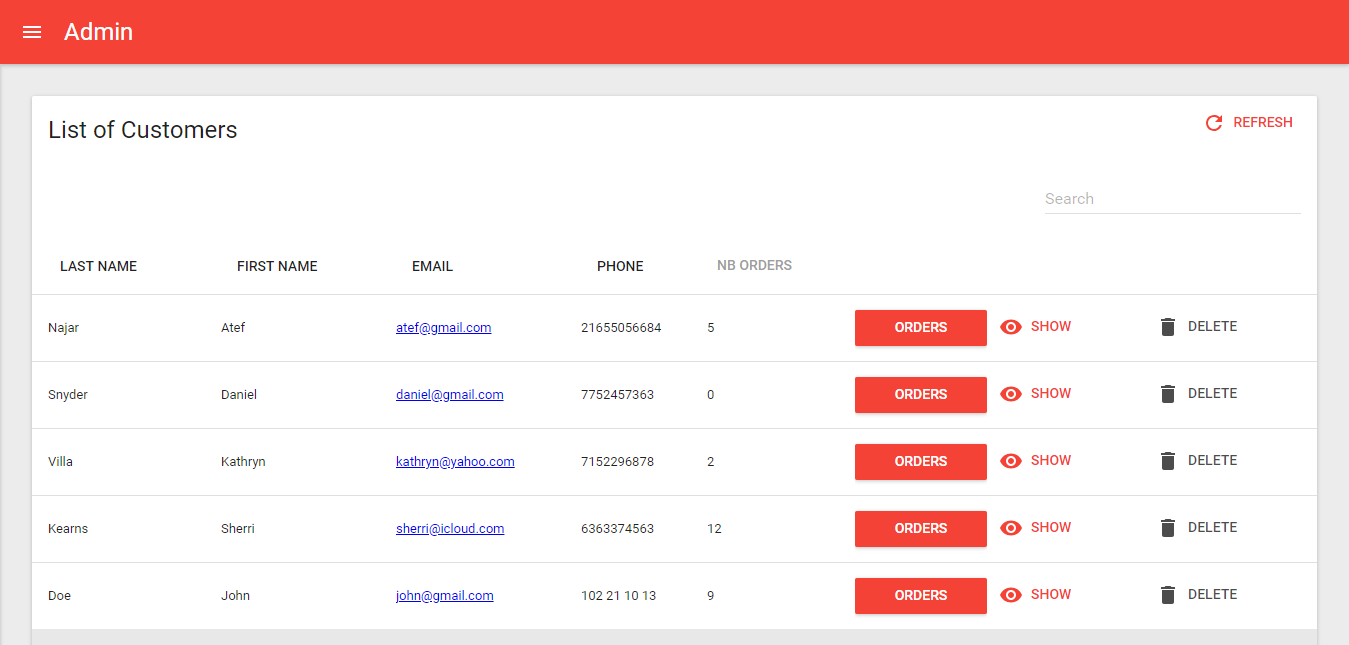 Admin
List of Customers
REFRESH
Search
LAST NAME FIRST NAME EMAIL PHONE NB ORDERS
Najar Atef atef@gmail.com 21655056684 5 ORDERS SHOW DELETE
Snyder Daniel daniel@gmail.com 7752457363 0 ORDERS SHOW DELETE
Villa Kathryn kathryn@yahoo.com 7152296878 2 ORDERS SHOW DELETE
Kearns Sherri sherri@icloud.com 6363374563 12 ORDERS SHOW DELETE
Doe John john@gmail.com 102 21 10 13 9 ORDERS SHOW DELETE